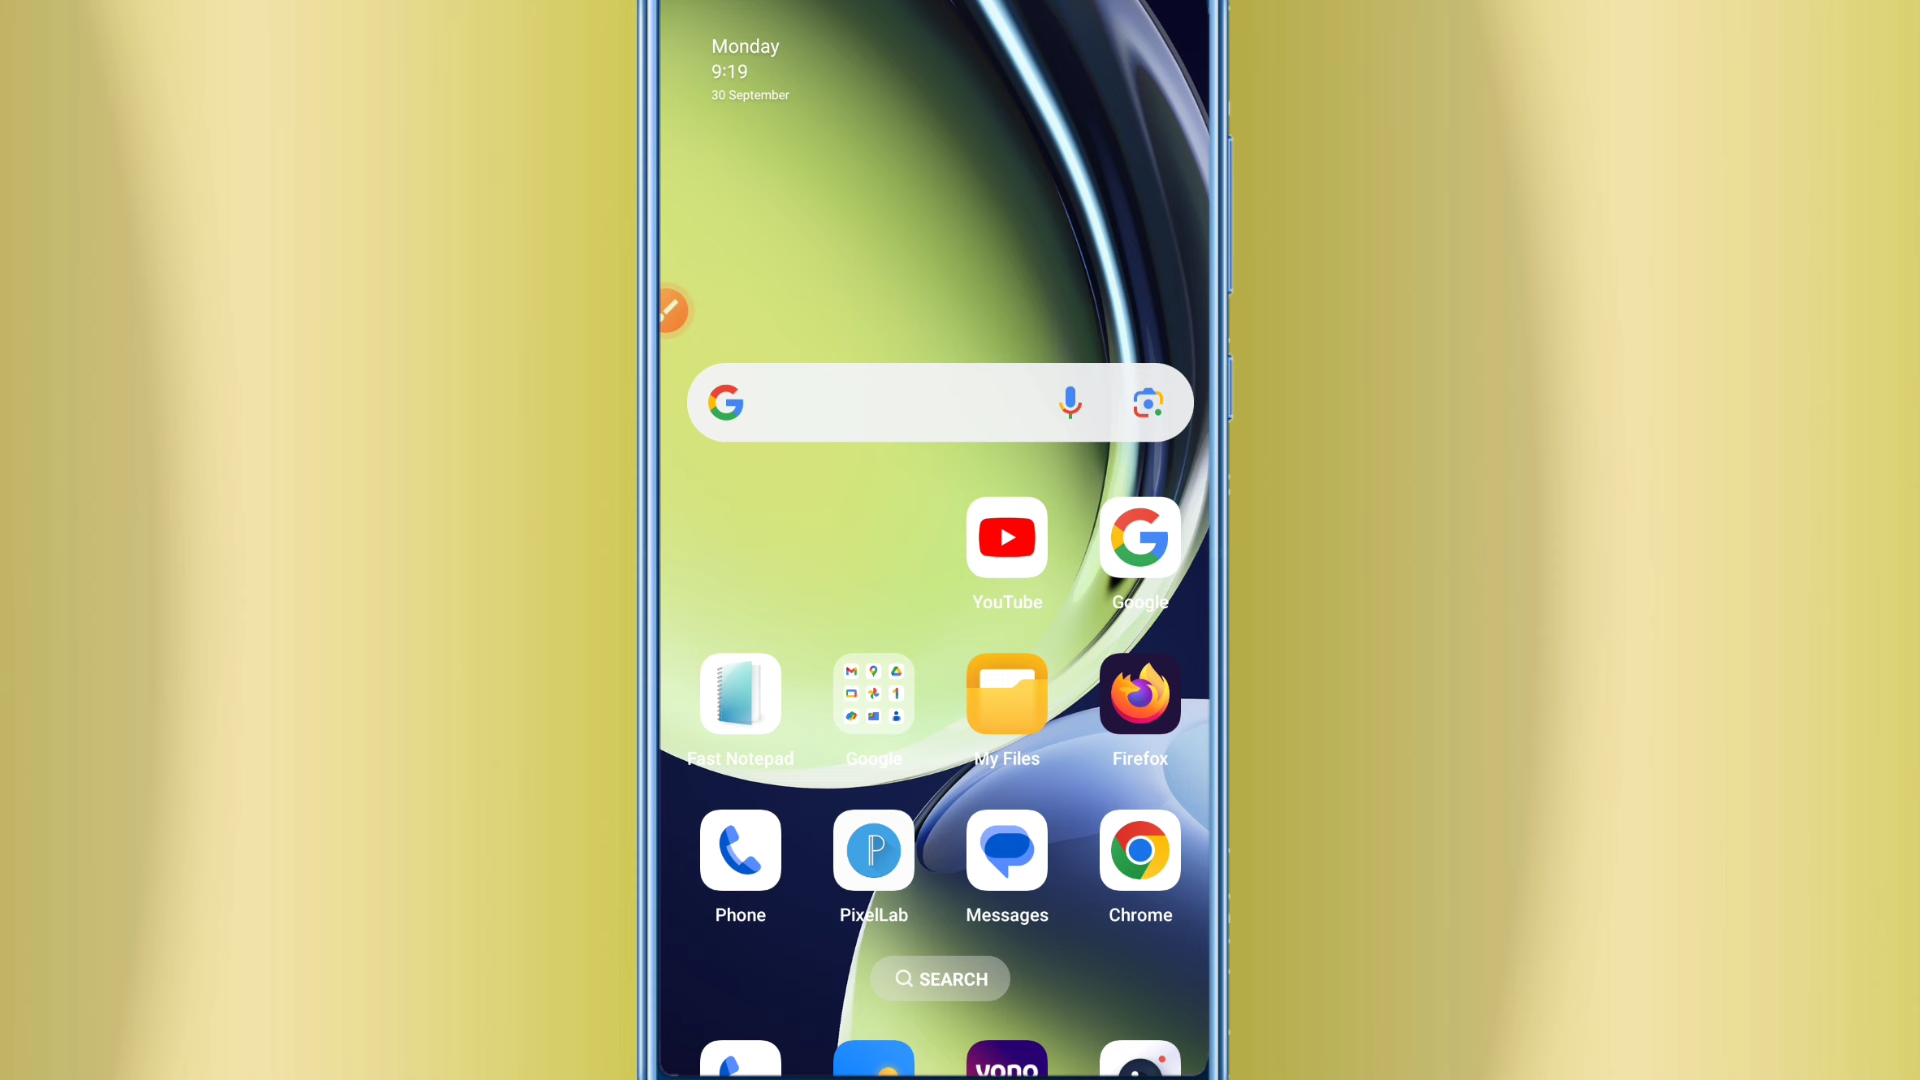 Monday
9:19
30 September
YouTube
Google
Fast Notepad
Google
My Files
Firefox
Phone
PixelLab
Messages
Chrome
SEARCH